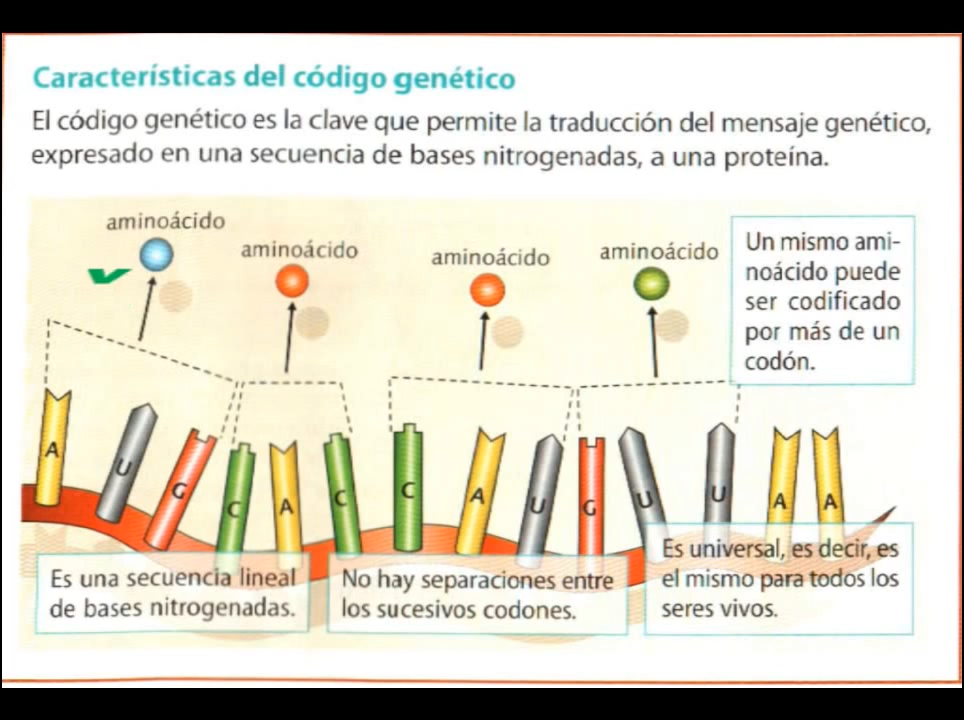 Características del código genético
El código genético es la clave que permite la traducción del mensaje genético,
expresado en una secuencia de bases nitrogenadas, a una proteína.
aminoácido
aminoácido
aminoácido
aminoácido
Un mismo ami-
noácido puede
ser codificado
por más de un
codón.
A U G C A C C A U G U U A A
Es una secuencia lineal
de bases nitrogenadas.
No hay separaciones entre
los sucesivos codones.
Es universal, es decir, es
el mismo para todos los
seres vivos.